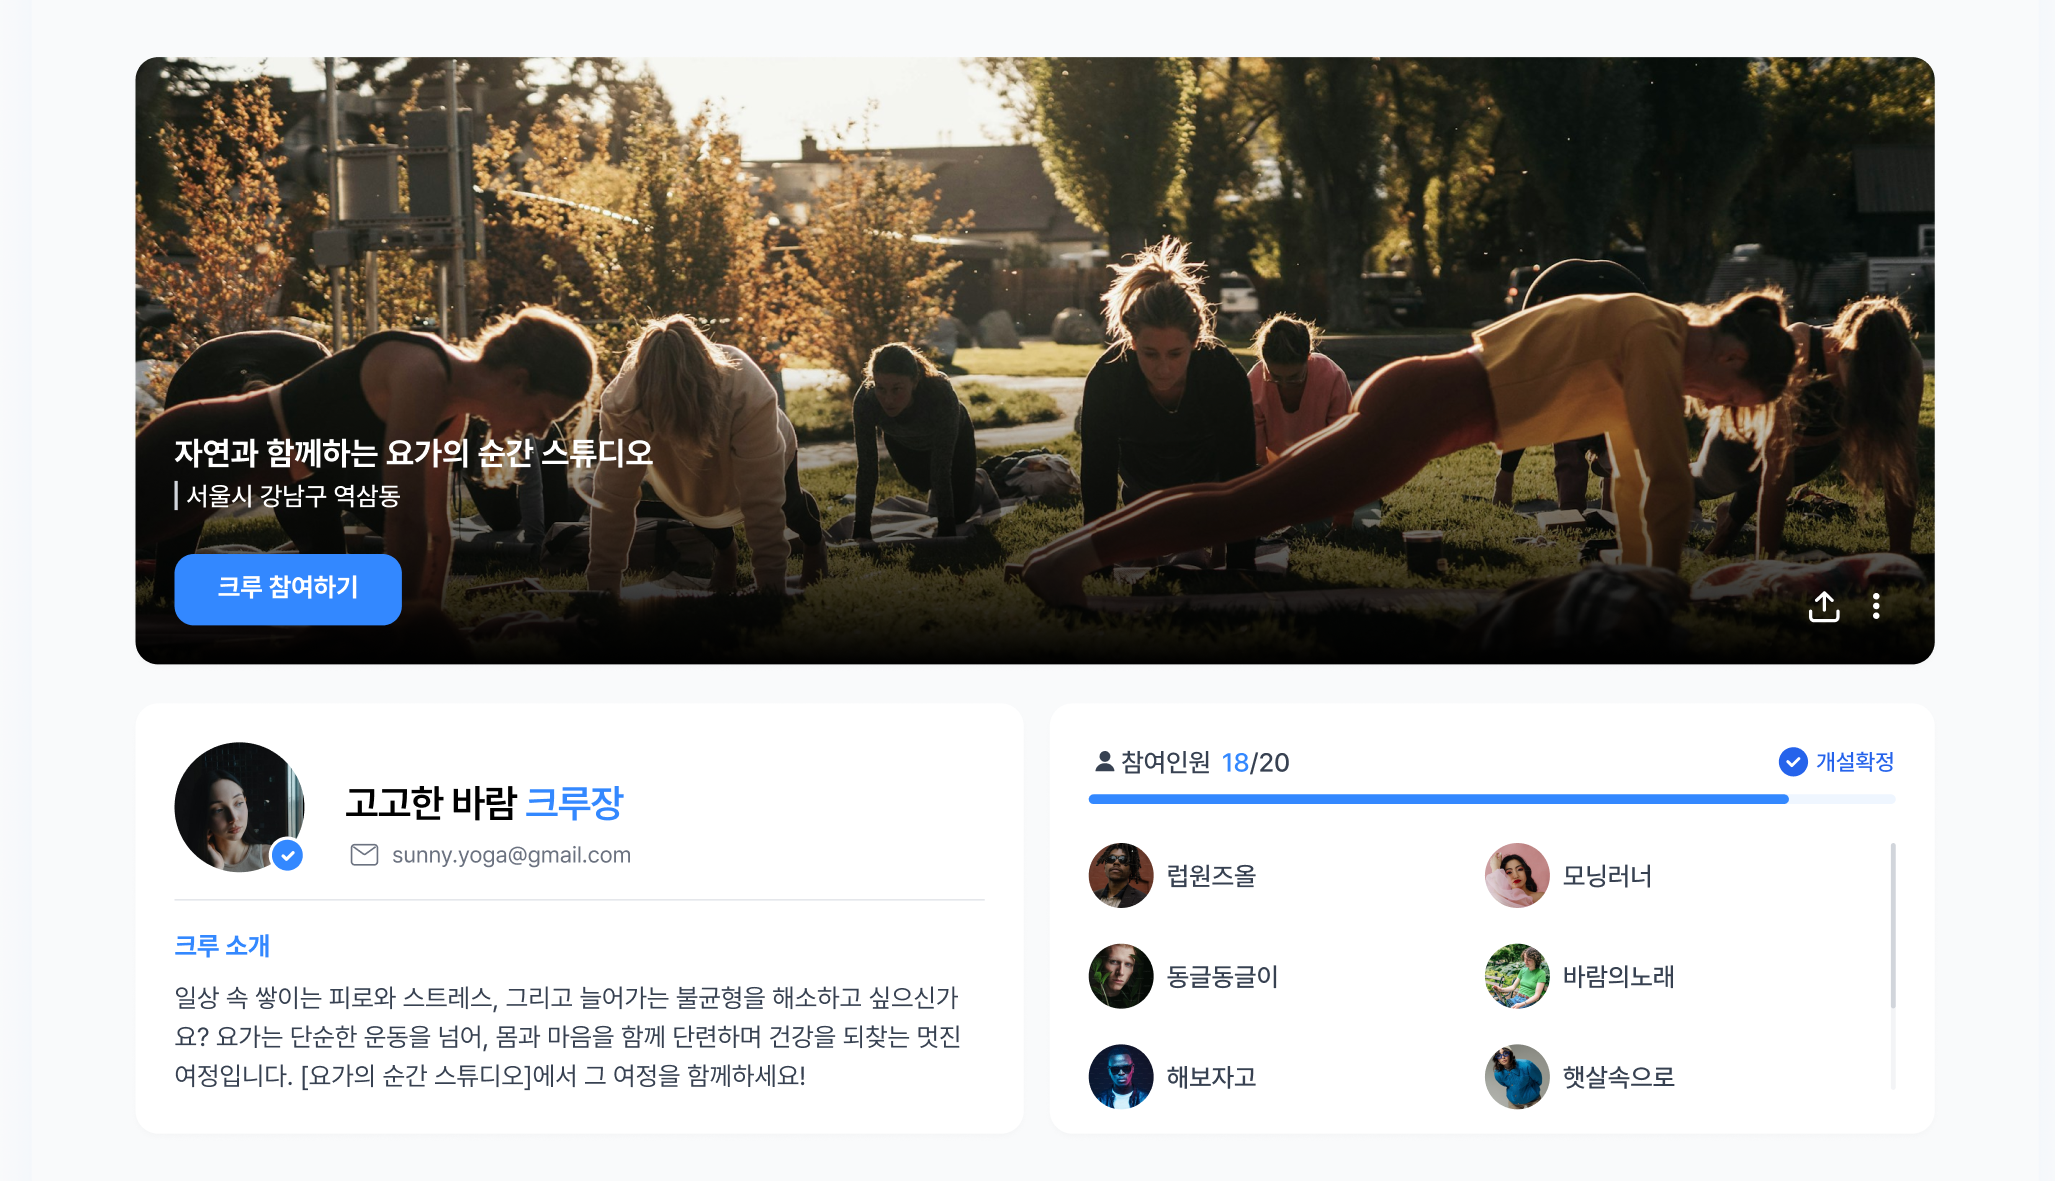 자연과 함께하는 요가의 순간 스튜디오
서울시 강남구 역삼동
크루 참여하기
고고한 바람 크루장
sunny.yoga@gmail.com
크루 소개
일상 속 쌓이는 피로와 스트레스, 그리고 늘어가는 불균형을 해소하고 싶으신가
요? 요가는 단순한 운동을 넘어, 몸과 마음을 함께 단련하며 건강을 되찾는 멋진
여정입니다. [요가의 순간 스튜디오]에서 그 여정을 함께하세요!
참여인원 18/20
개설확정
럽원즈올
모닝러너
동글동글이
바람의노래
해보자고
햇살속으로